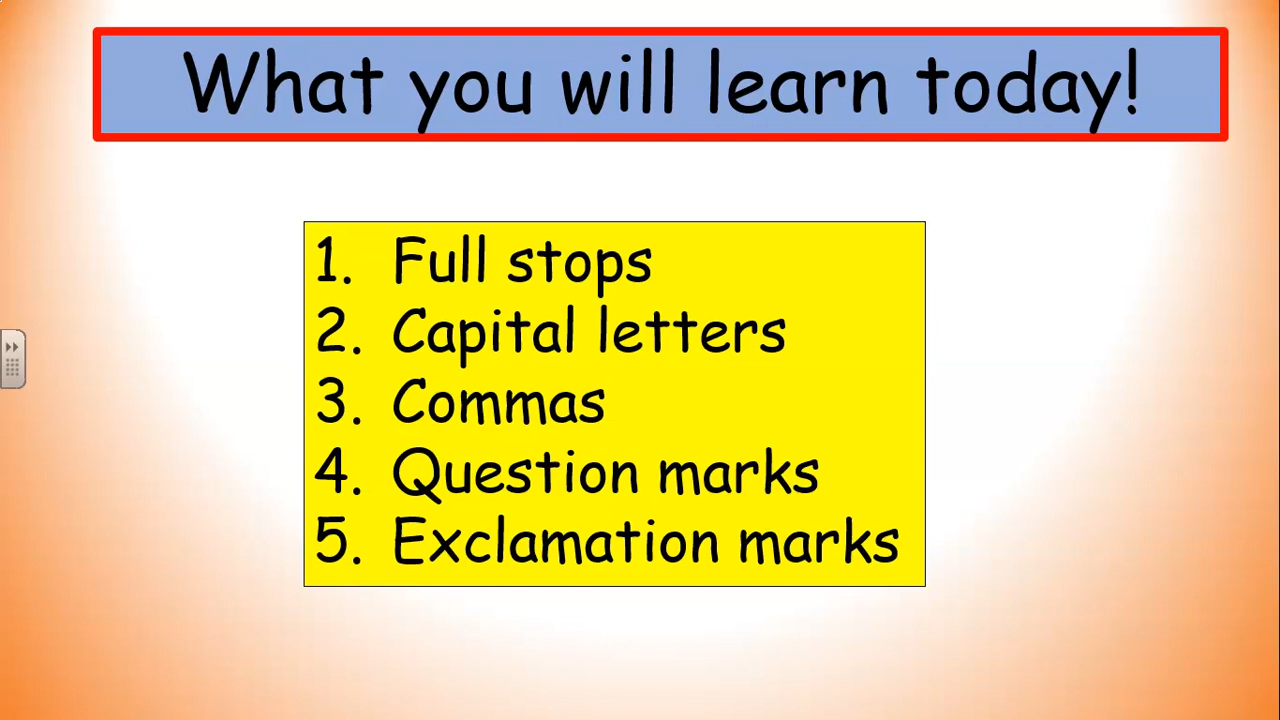 What you will learn today!
1. Full stops
2. Capital letters
3. Commas
4. Question marks
5. Exclamation marks